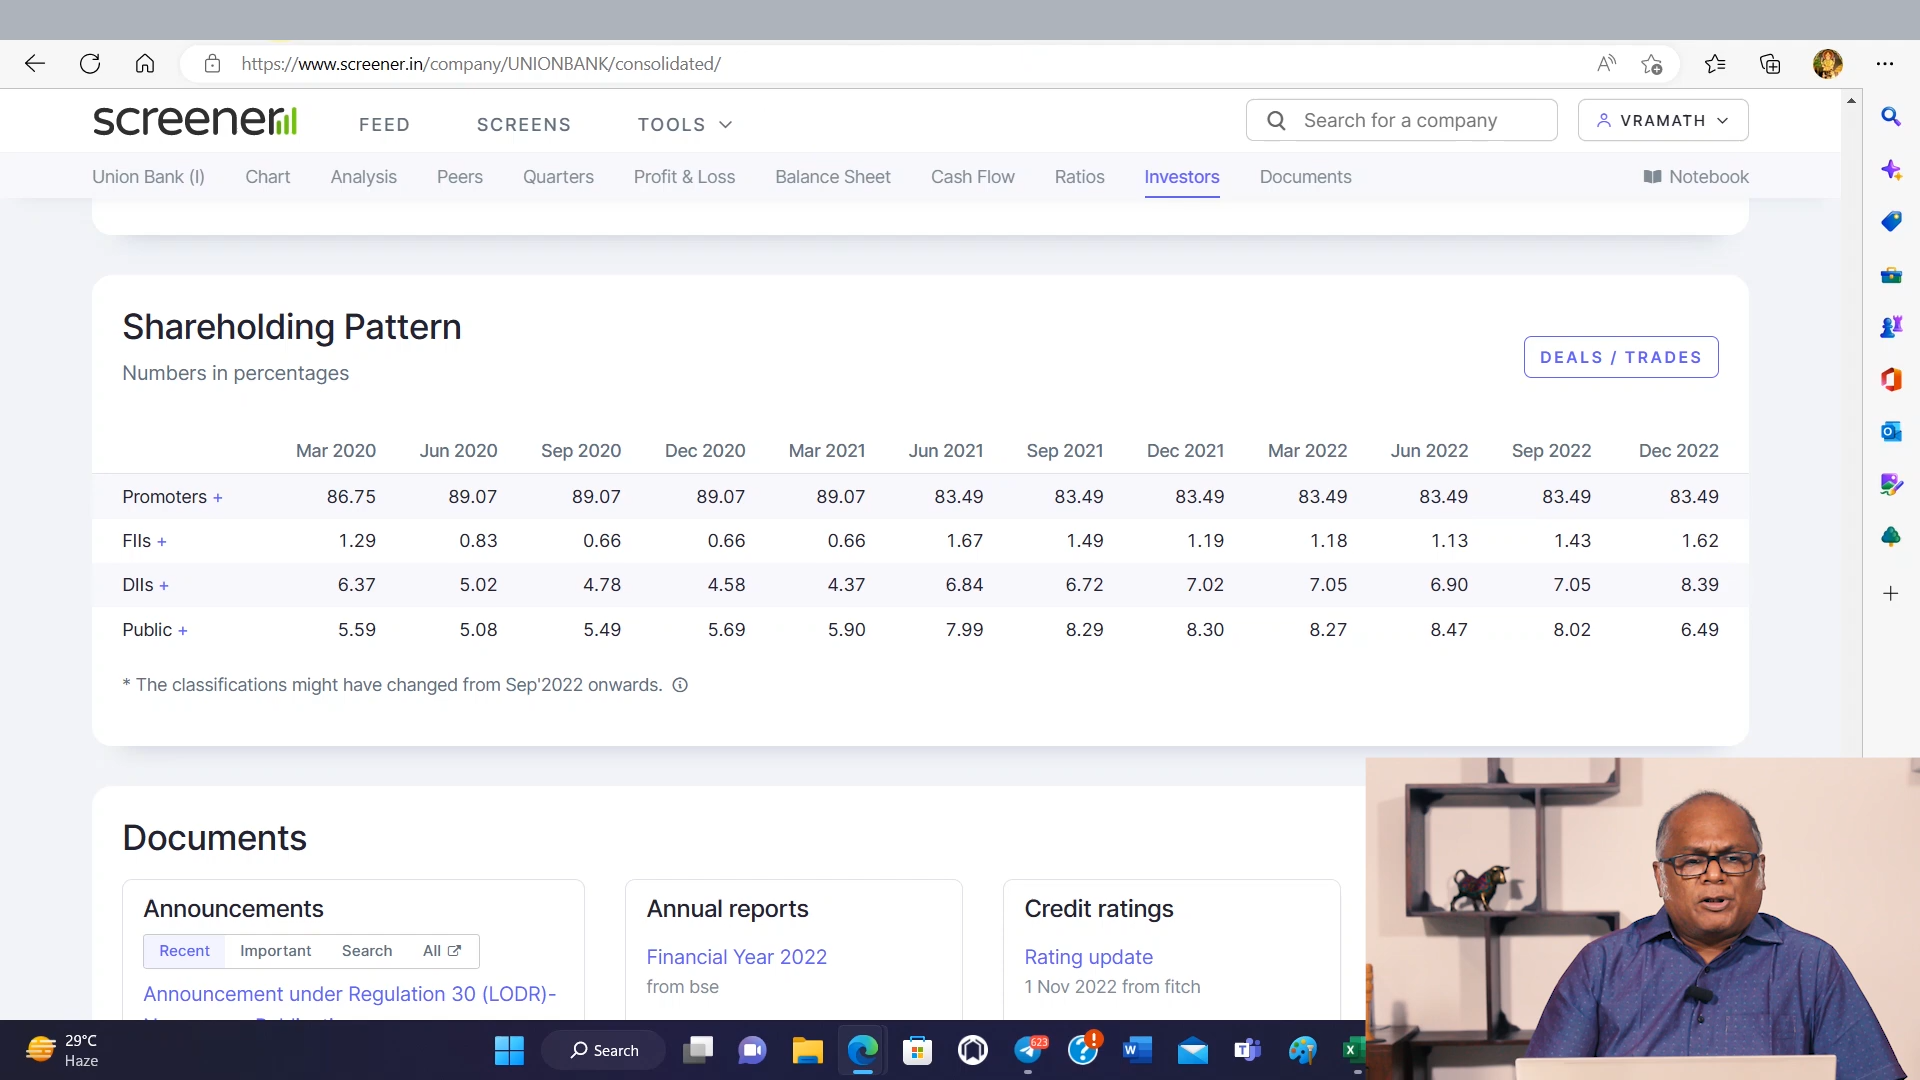 https://www.screener.in/company/UNIONBANK/consolidated/
screener
FEED SCREENS TOOLS
Search for a company
VRAMATH
Union Bank (I) Chart Analysis Peers Quarters Profit & Loss Balance Sheet Cash Flow Ratios Investors Documents Notebook
Shareholding Pattern
Numbers in percentages
DEALS / TRADES
Mar 2020 Jun 2020 Sep 2020 Dec 2020 Mar 2021 Jun 2021 Sep 2021 Dec 2021 Mar 2022 Jun 2022 Sep 2022 Dec 2022
Promoters + 86.75 89.07 89.07 89.07 89.07 83.49 83.49 83.49 83.49 83.49 83.49 83.49
FIIs + 1.29 0.83 0.66 0.66 0.66 1.67 1.49 1.19 1.18 1.13 1.43 1.62
DIIs + 6.37 5.02 4.78 4.58 4.37 6.84 6.72 7.02 7.05 6.90 7.05 8.39
Public + 5.59 5.08 5.49 5.69 5.90 7.99 8.29 8.30 8.27 8.47 8.02 6.49
* The classifications might have changed from Sep'2022 onwards.
Documents
Announcements
Recent Important Search All
Announcement under Regulation 30 (LODR)-
Annual reports
Financial Year 2022
from bse
Credit ratings
Rating update
1 Nov 2022 from fitch
29°C
Haze
Search
623